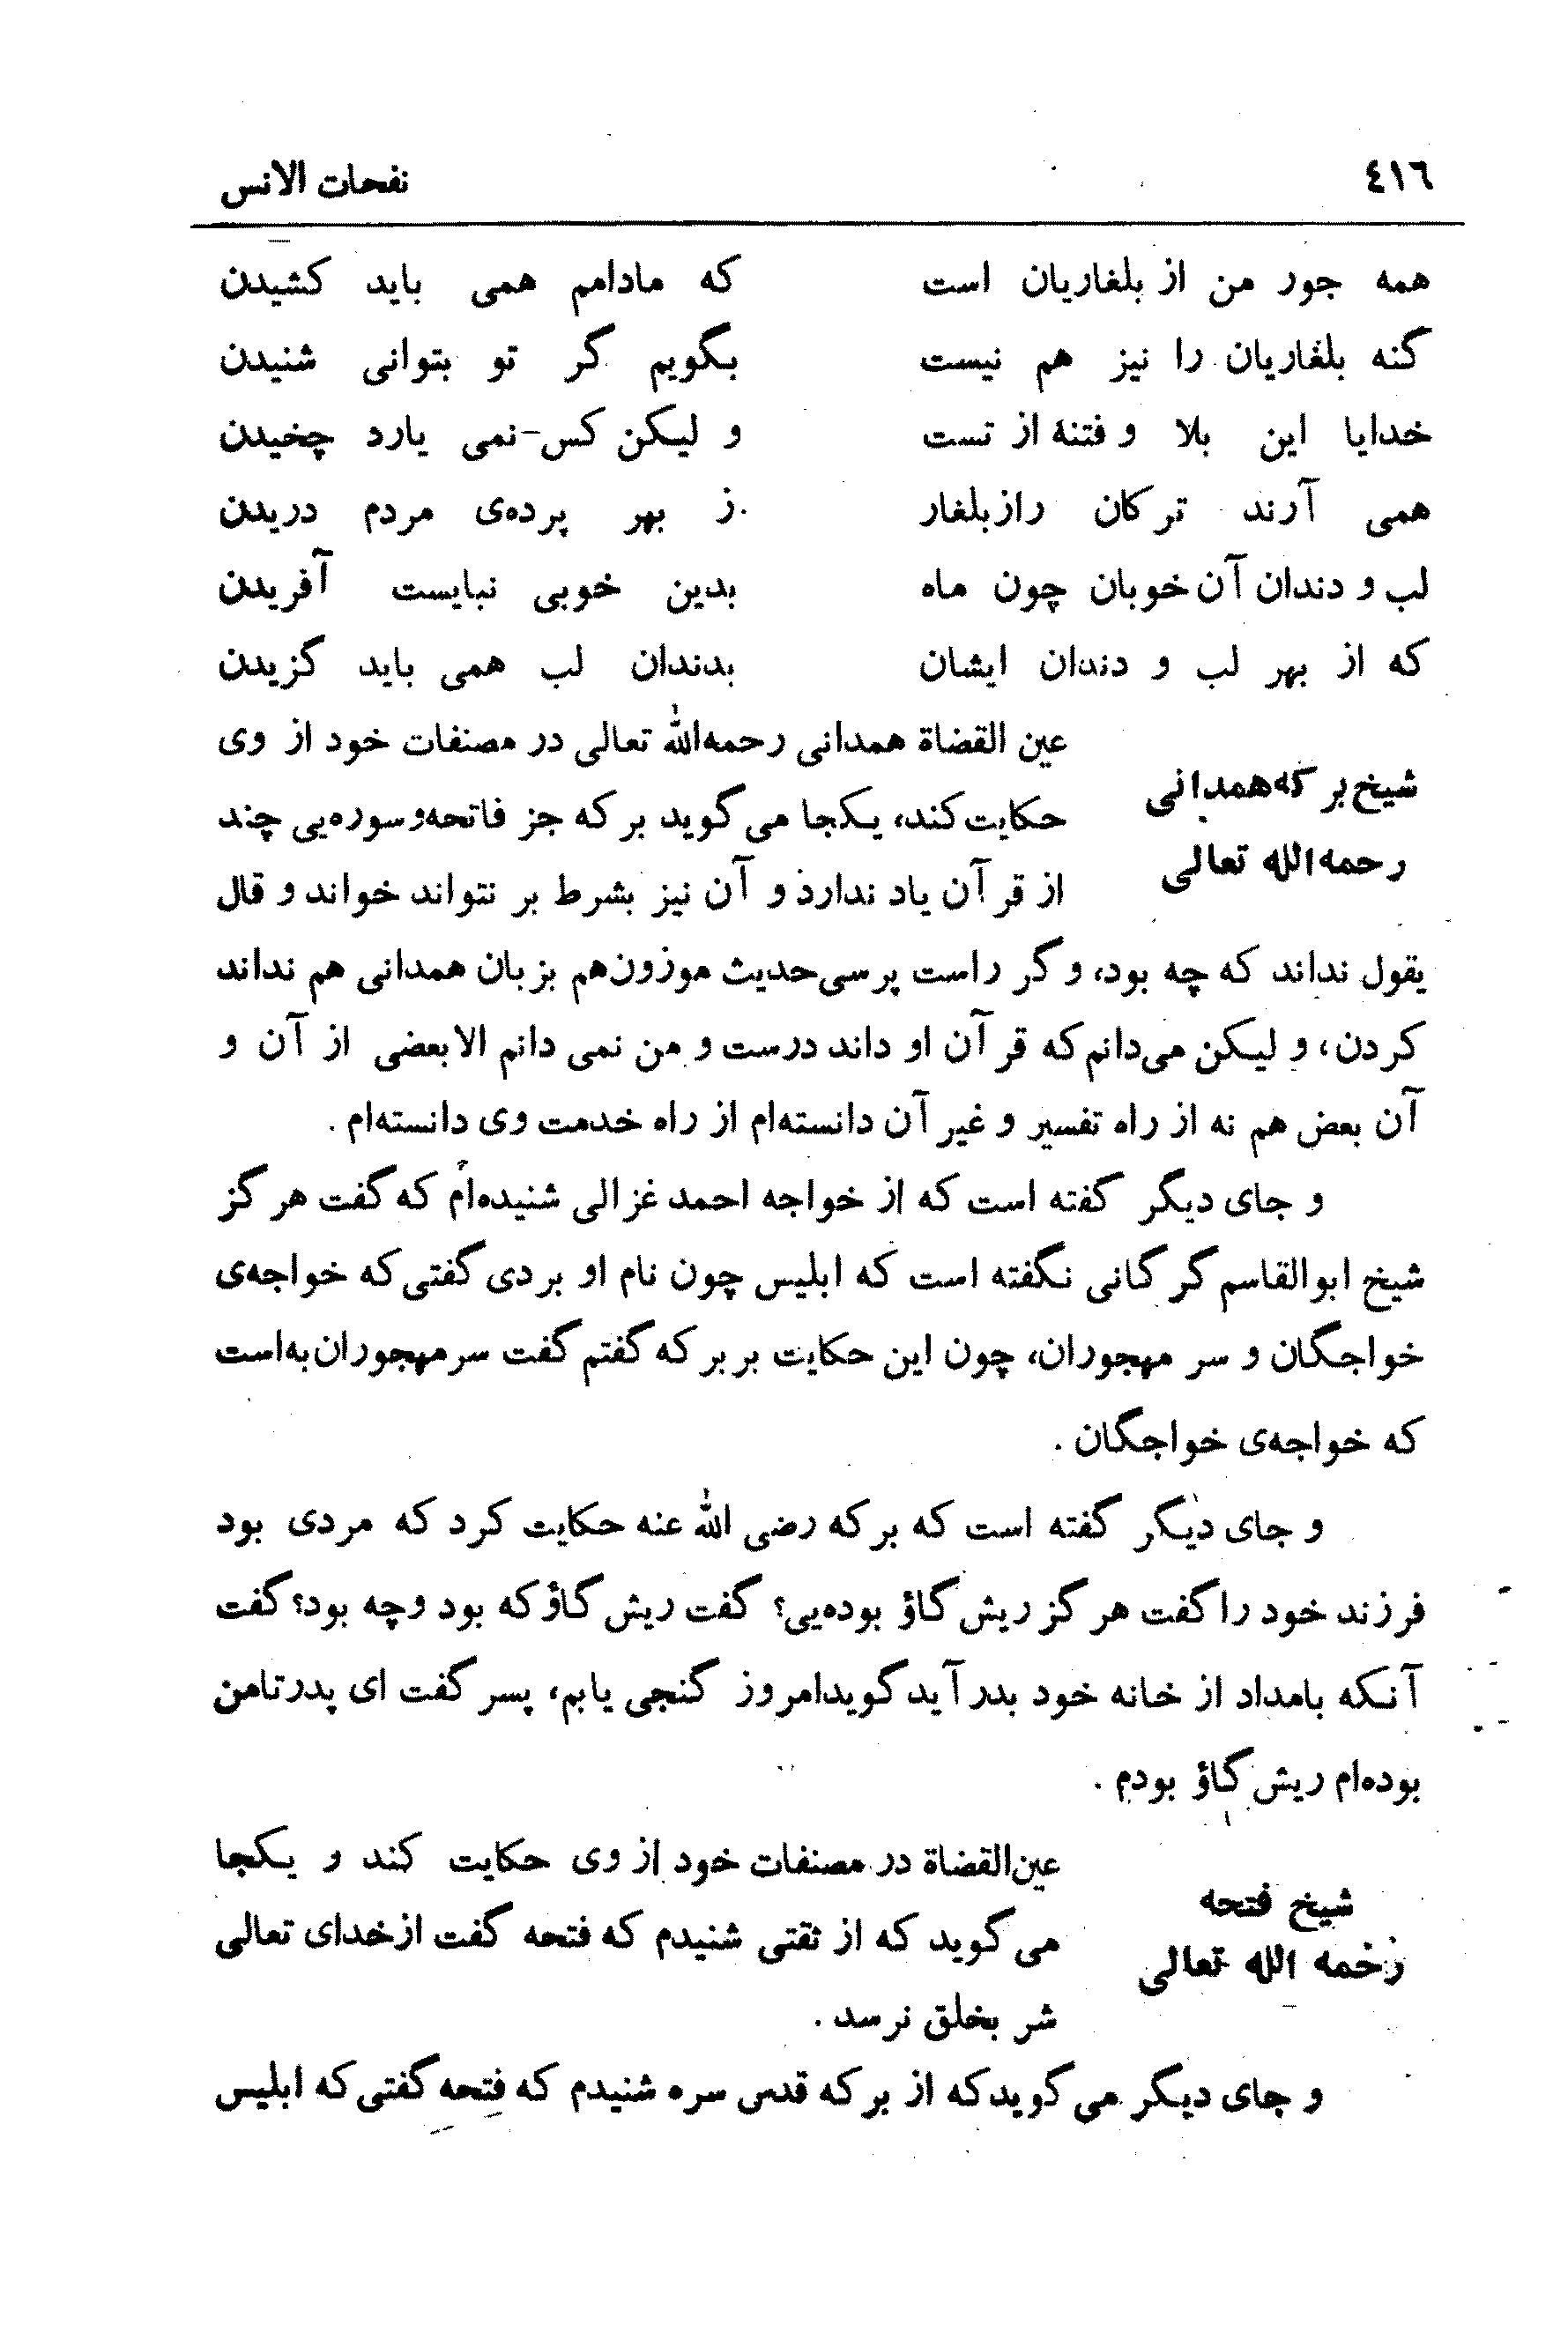 ٤١٦ نفحات الانس
همه جور من از بلغاریان است که مادامم همی باید کشیدن
گنه بلغاریان را نیز هم نیست بگویم گر تو بتوانی شنیدن
خدایا این بلا و فتنهٔ از تست و لیکن کس-نمی یارد چخیدن
همی آرند ترکان راز بلغار ز بهر پرده‌ی مردم دریدن
لب و دندان آن خوبان چون ماه بدین خوبی نبایست آفریدن
که از بهر لب و دندان ایشان بدندان لب همی باید گزیدن
شیخ برکه همدانی
رحمه الله تعالی
عین القضاة همدانی رحمه‌الله تعالی در مصنفات خود از وی
حکایت کند، یکجا می گوید برکه جز فاتحه و سوره‌یی چند
از قرآن یاد ندارد و آن نیز بشرط بر نتواند خواند و قال
یقول نداند که چه بود، و گر راست پرسی حدیث موزون هم بزبان همدانی هم نداند
کردن، و لیکن می‌دانم که قرآن او داند درست و من نمی دانم الا بعضی از آن و
آن بعض هم نه از راه تفسیر و غیر آن دانسته‌ام از راه خدمت وی دانسته‌ام .
و جای دیگر گفته است که از خواجه احمد غزالی شنیده‌ام که گفت هرگز
شیخ ابوالقاسم گرگانی نگفته است که ابلیس چون نام او بردی گفتی که خواجه‌ی
خواجگان و سر مهجوران، چون این حکایت بر برکه گفتم گفت سر مهجوران به‌است
که خواجه‌ی خواجگان .
و جای دیگر گفته است که برکه رضی الله عنه حکایت کرد که مردی بود
فرزند خود را گفت هرگز ریش گاؤ بوده‌یی؟ گفت ریش گاؤ که بود و چه بود؟ گفت
آنکه بامداد از خانه خود بدر آید گوید امروز گنجی یابم، پسر گفت ای پدر تا من
بوده‌ام ریش گاؤ بودم .
شیخ فتحه
رحمه الله تعالی
عین‌القضاة در مصنفات خود از وی حکایت کند و یکجا
می گوید که از ثقتی شنیدم که فتحه گفت از خدای تعالی
شر بخلق نرسد .
و جای دیگر می گوید که از برکه قدس سره شنیدم که فتحه گفتی که ابلیس